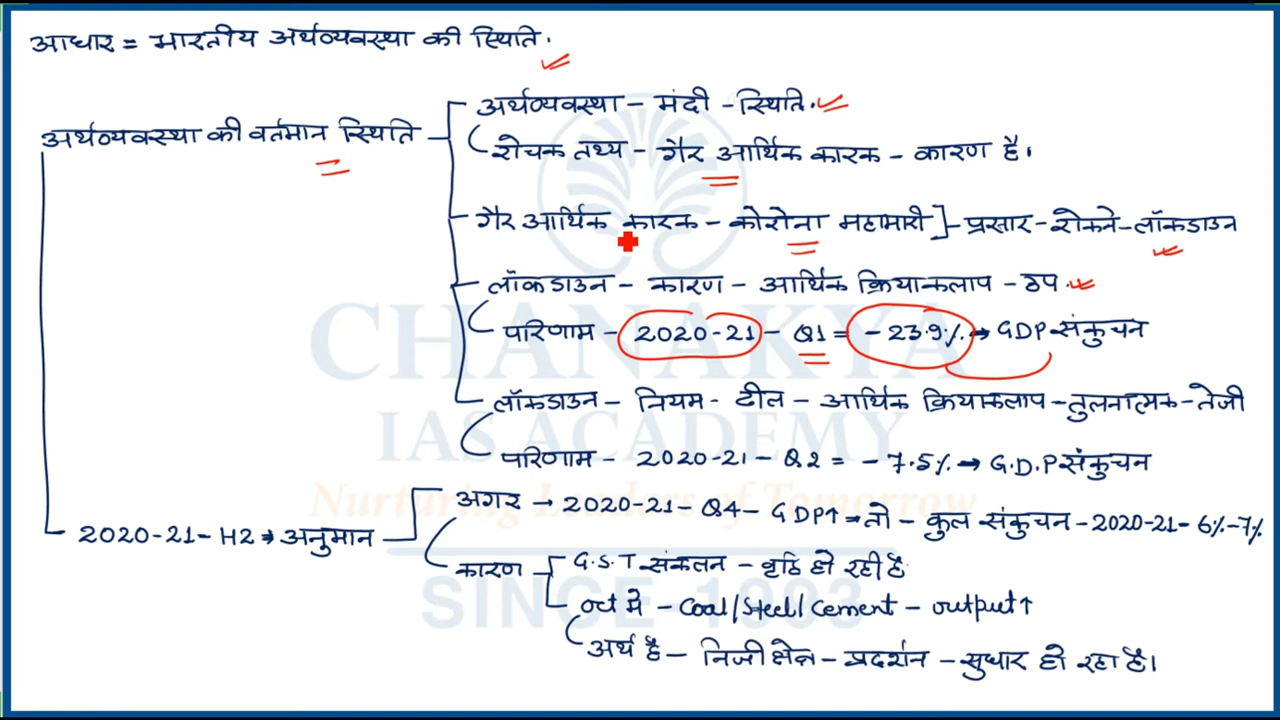 आधार = भारतीय अर्थव्यवस्था की स्थिति.
अर्थव्यवस्था की वर्तमान स्थिति
अर्थव्यवस्था - मंदी - स्थिति.
रोचक तथ्य - गैर आर्थिक कारक - कारण है।
गैर आर्थिक कारक - कोरोना महामारी ] - प्रसार - रोकने - लॉकडाउन
लॉकडाउन - कारण - आर्थिक क्रियाकलाप - ठप.
परिणाम - 2020-21 - Q1 = - 23.9% → GDP संकुचन
लॉकडाउन - नियम - ढील - आर्थिक क्रियाकलाप - तुलनात्मक - तेजी
परिणाम - 2020-21 - Q2 = - 7.5% → G.D.P संकुचन
2020-21 - H2 → अनुमान
अगर → 2020-21 - Q4 - GDP↑ → तो - कुल संकुचन - 2020-21 - 6% - 7%
कारण
G.S.T संकलन - वृद्धि हो रही है
oct में - Coal/Steel/Cement - output↑
अर्थ है - निजी क्षेत्र - प्रदर्शन - सुधार हो रहा है।
CHANAKYA
IAS ACADEMY
Nurturing Leaders of Tomorrow
SINCE - 1993